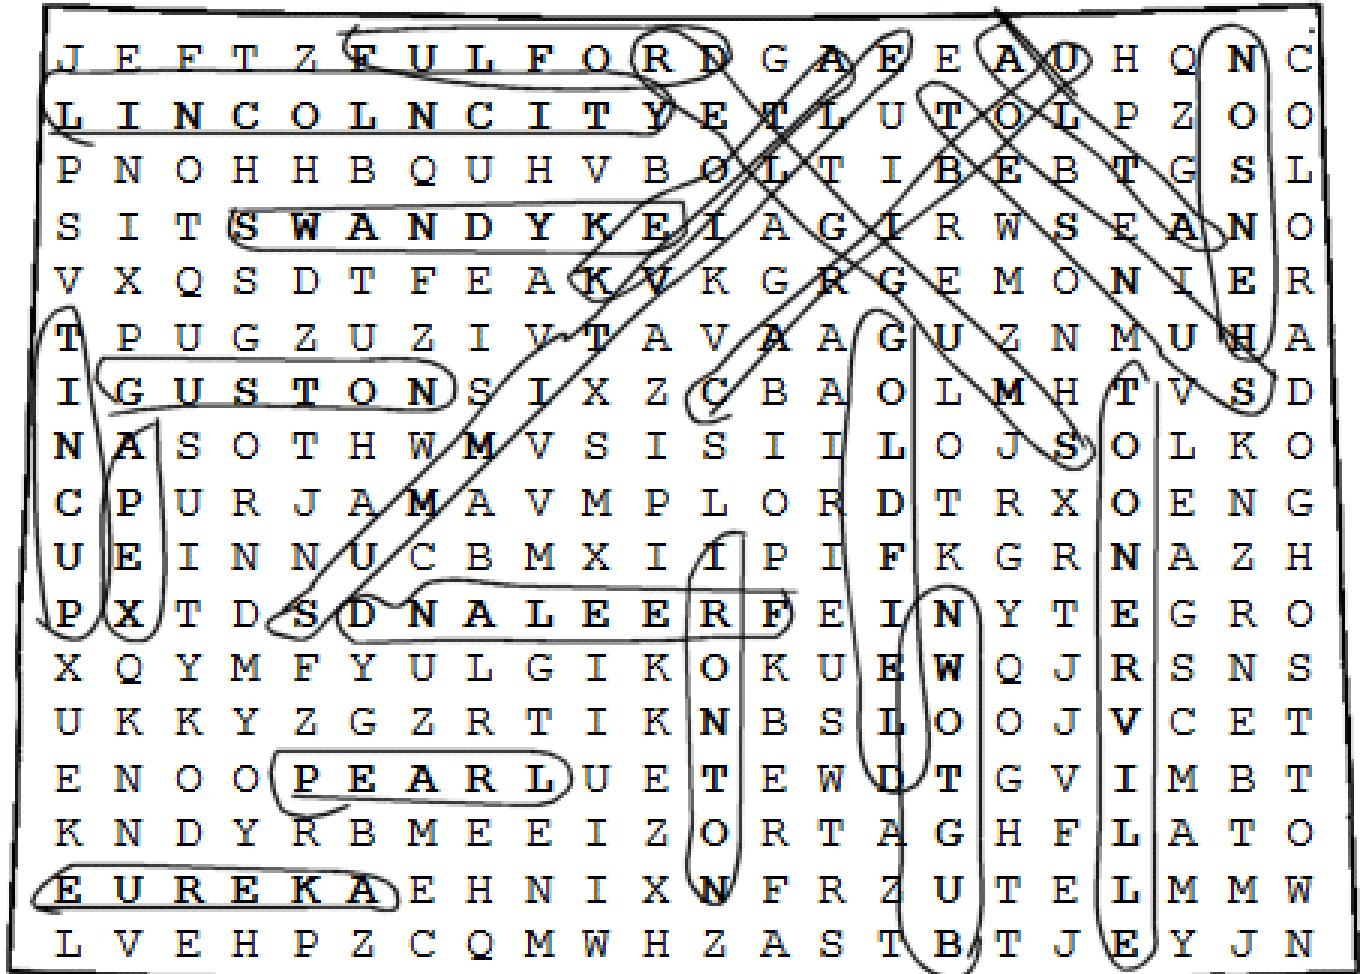 J E F T Z F U L F O R D G A E E A U H Q N C
L I N C O L N C I T Y E T L U T O L P Z O O
P N O H H B Q U H V B O L T I B E B T G S L
S I T S W A N D Y K E I A G I R W S E A N O
V X Q S D T F E A K V K G R G E M O N I E R
T P U G Z U Z I V T A V A A G U Z N M U H A
I G U S T O N S I X Z C B A O L M H T V S D
N A S O T H W M V S I S I I L O J S O L K O
C P U R J A M A V M P L O R D T R X O E N G
U E I N N U C B M X I I P I F K G R N A Z H
P X T D S D N A L E E R F E I N Y T E G R O
X Q Y M F Y U L G I K O K U E W Q J R S N S
U K K Y Z G Z R T I K N B S L O O J V C E T
E N O O P E A R L U E T E W D T G V I M B T
K N D Y R B M E E I Z O R T A G H F L A T O
E U R E K A E H N I X N F R Z U T E L M M W
L V E H P Z C Q M W H Z A S T B T J E Y J N